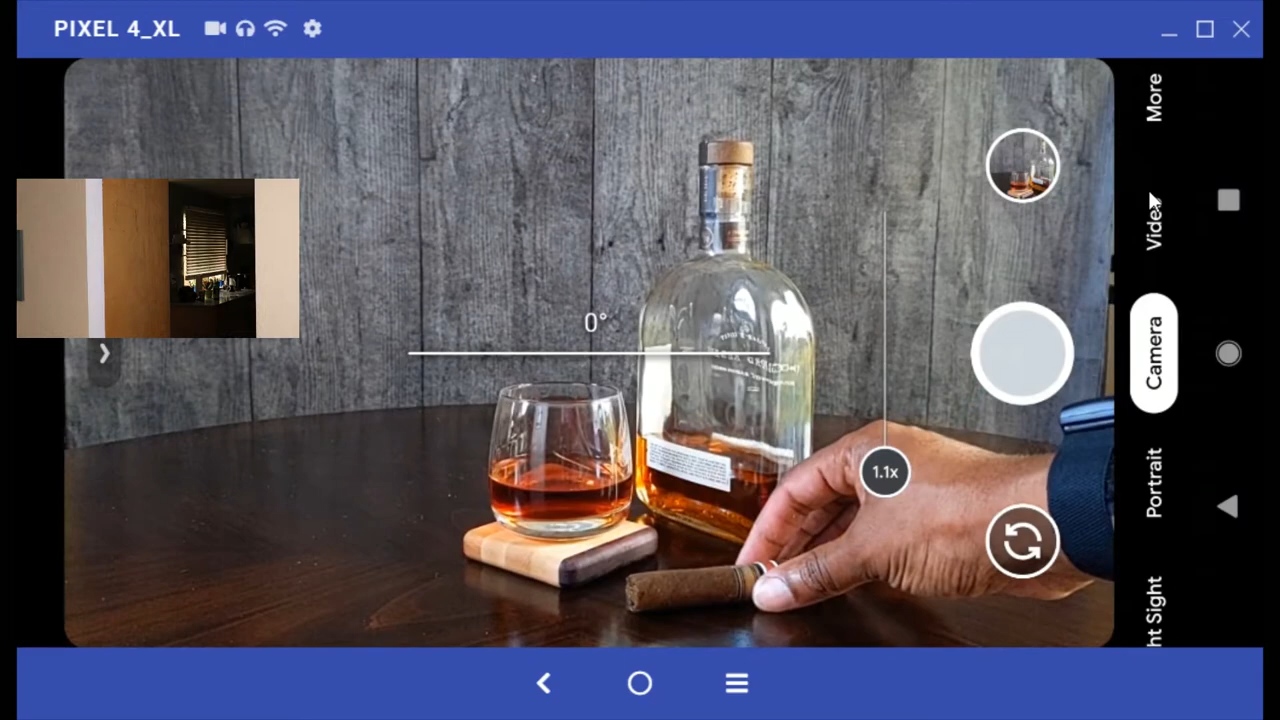 PIXEL 4_XL
More
Video
0°
Camera
1.1x
Portrait
ht Sight